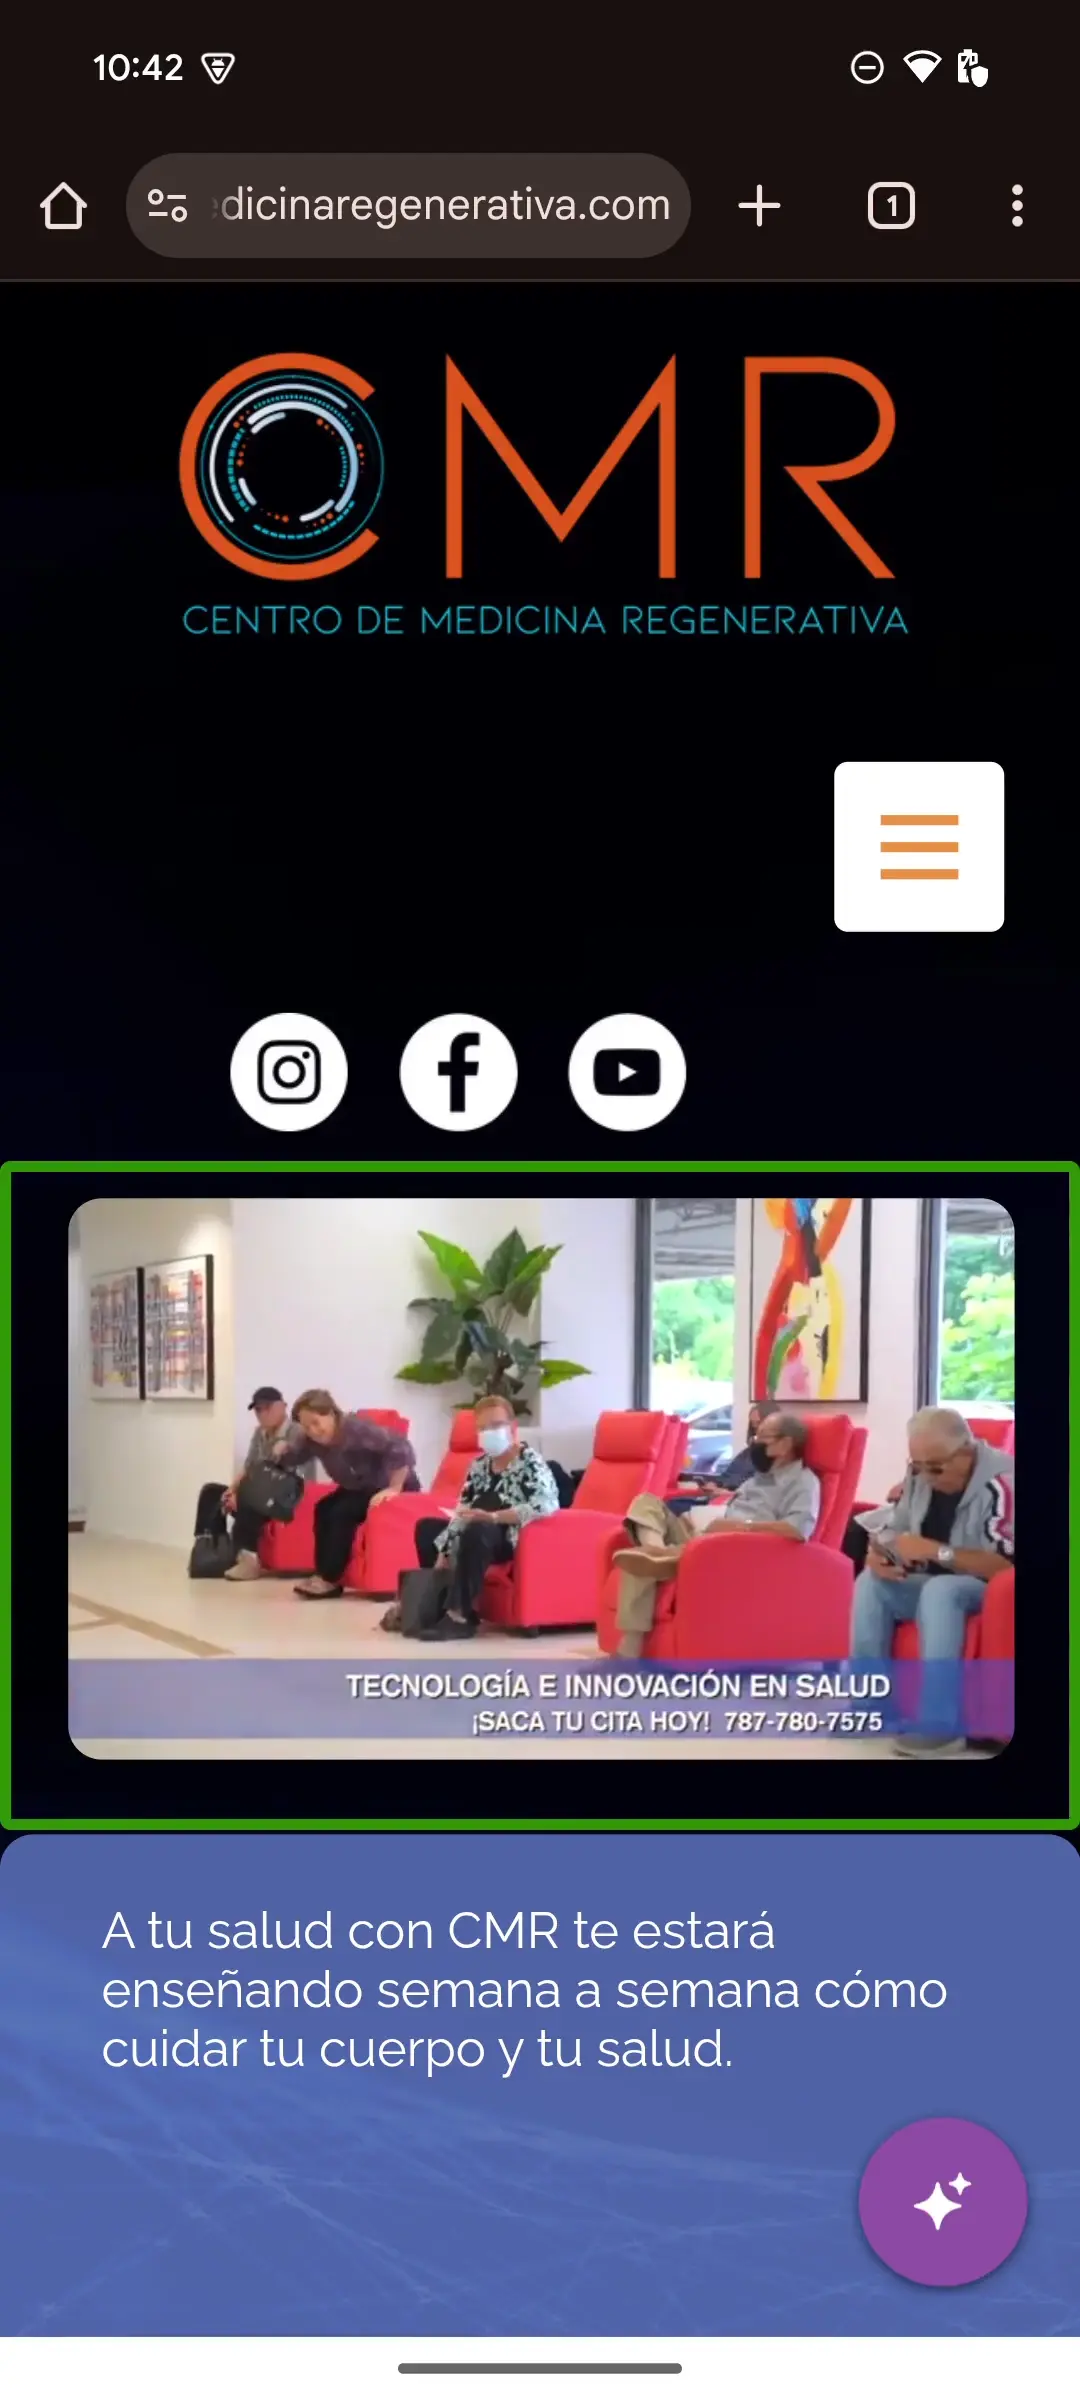 10:42
dicinaregenerativa.com
1
CMR
CENTRO DE MEDICINA REGENERATIVA
TECNOLOGÍA E INNOVACIÓN EN SALUD
¡SACA TU CITA HOY! 787-780-7575
A tu salud con CMR te estará
enseñando semana a semana cómo
cuidar tu cuerpo y tu salud.